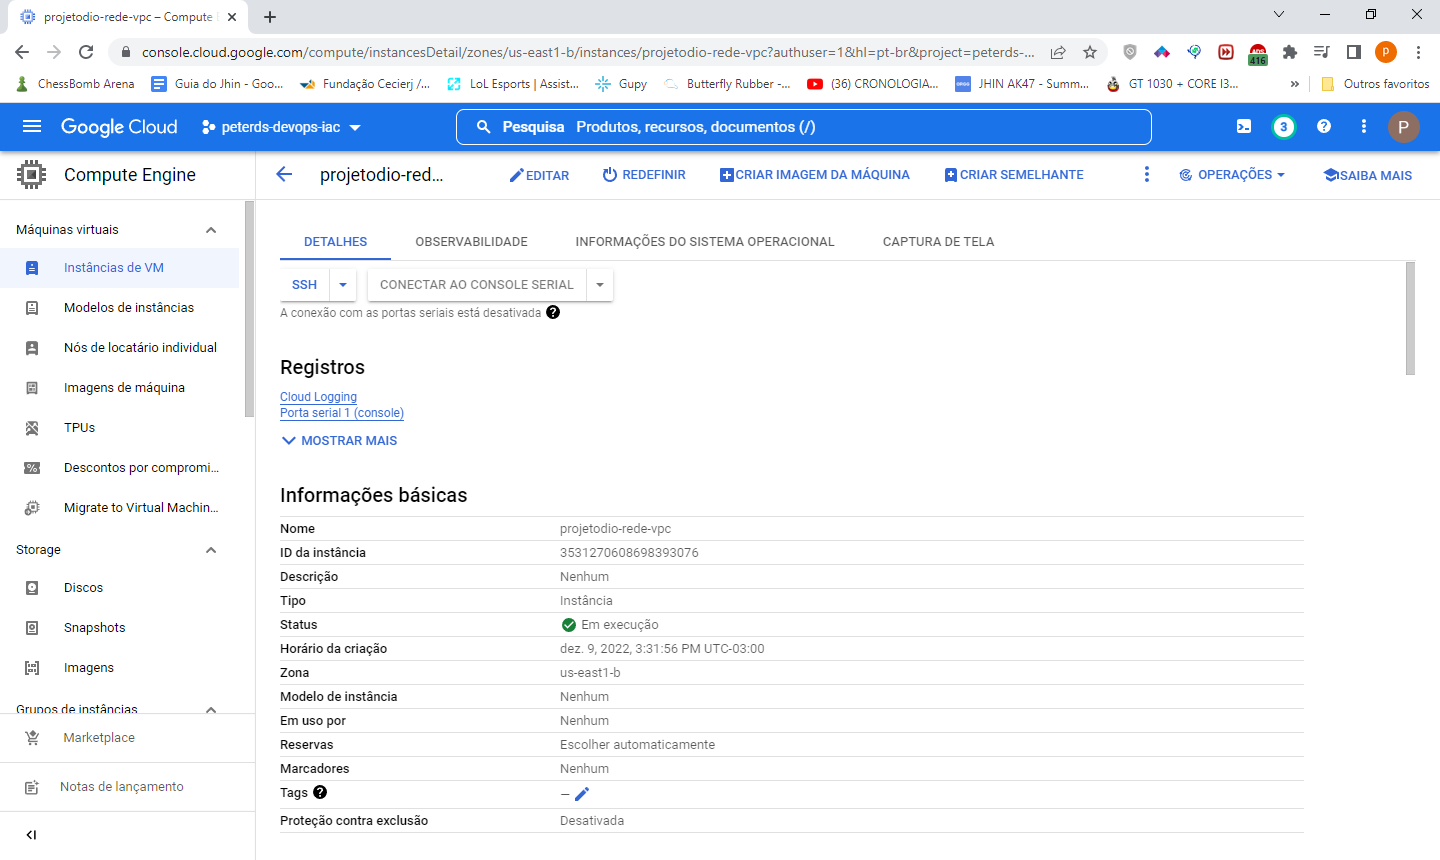 projetodio-rede-vpc – Compute
console.cloud.google.com/compute/instancesDetail/zones/us-east1-b/instances/projetodio-rede-vpc?authuser=1&hl=pt-br&project=peterds-...
416
P
ChessBomb Arena
Guia do Jhin - Goo...
Fundação Cecierj /...
LoL Esports | Assist...
Gupy
Butterfly Rubber -...
(36) CRONOLOGIA...
JHIN AK47 - Summ...
GT 1030 + CORE I3...
»
Outros favoritos
Google Cloud
peterds-devops-iac
Pesquisa Produtos, recursos, documentos (/)
3
P
Compute Engine
projetodio-red...
EDITAR
REDEFINIR
CRIAR IMAGEM DA MÁQUINA
CRIAR SEMELHANTE
OPERAÇÕES
SAIBA MAIS
Máquinas virtuais
Instâncias de VM
Modelos de instâncias
Nós de locatário individual
Imagens de máquina
TPUs
Descontos por compromi...
Migrate to Virtual Machin...
Storage
Discos
Snapshots
Imagens
Grupos de instâncias
Marketplace
Notas de lançamento
DETALHES
OBSERVABILIDADE
INFORMAÇÕES DO SISTEMA OPERACIONAL
CAPTURA DE TELA
SSH
CONECTAR AO CONSOLE SERIAL
A conexão com as portas seriais está desativada
Registros
Cloud Logging
Porta serial 1 (console)
MOSTRAR MAIS
Informações básicas
Nome projetodio-rede-vpc
ID da instância 3531270608698393076
Descrição Nenhum
Tipo Instância
Status Em execução
Horário da criação dez. 9, 2022, 3:31:56 PM UTC-03:00
Zona us-east1-b
Modelo de instância Nenhum
Em uso por Nenhum
Reservas Escolher automaticamente
Marcadores Nenhum
Tags —
Proteção contra exclusão Desativada